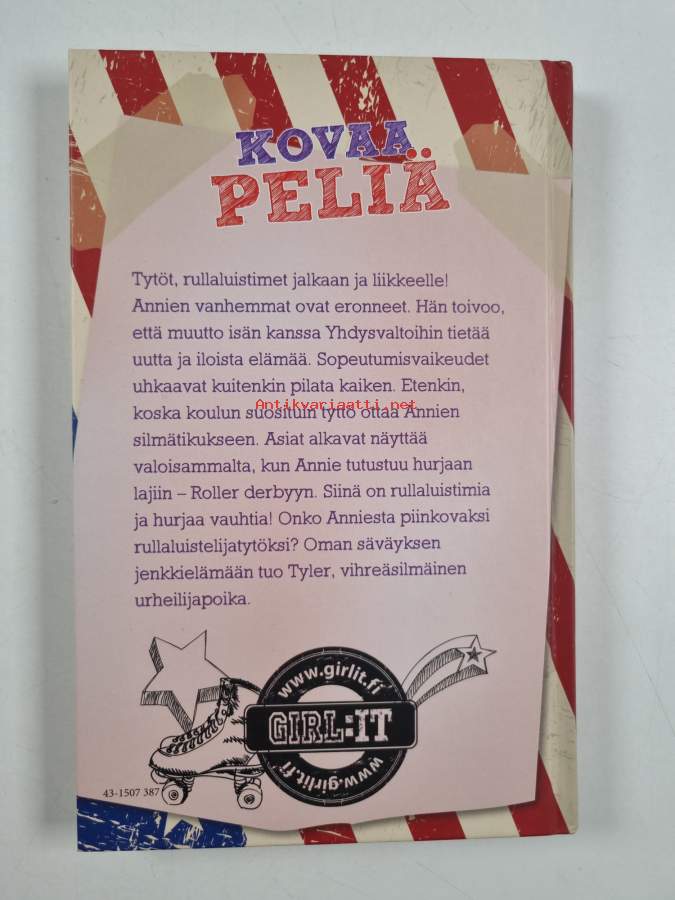 KOVAA
PELIÄ
Tytöt, rullaluistimet jalkaan ja liikkeelle!
Annien vanhemmat ovat eronneet. Hän toivoo,
että muutto isän kanssa Yhdysvaltoihin tietää
uutta ja iloista elämää. Sopeutumisvaikeudet
uhkaavat kuitenkin pilata kaiken. Etenkin,
Antikvariaatti.net
koska koulun suosituin tyttö ottaa Annien
silmätikukseen. Asiat alkavat näyttää
valoisammalta, kun Annie tutustuu hurjaan
lajiin – Roller derbyyn. Siinä on rullaluistimia
ja hurjaa vauhtia! Onko Anniesta piinkovaksi
rullaluistelijatytöksi? Oman säväyksen
jenkkielämään tuo Tyler, vihreäsilmäinen
urheilijapoika.
www.girlit.fi
GIRL:IT
www.girlit.fi
43-1507 387